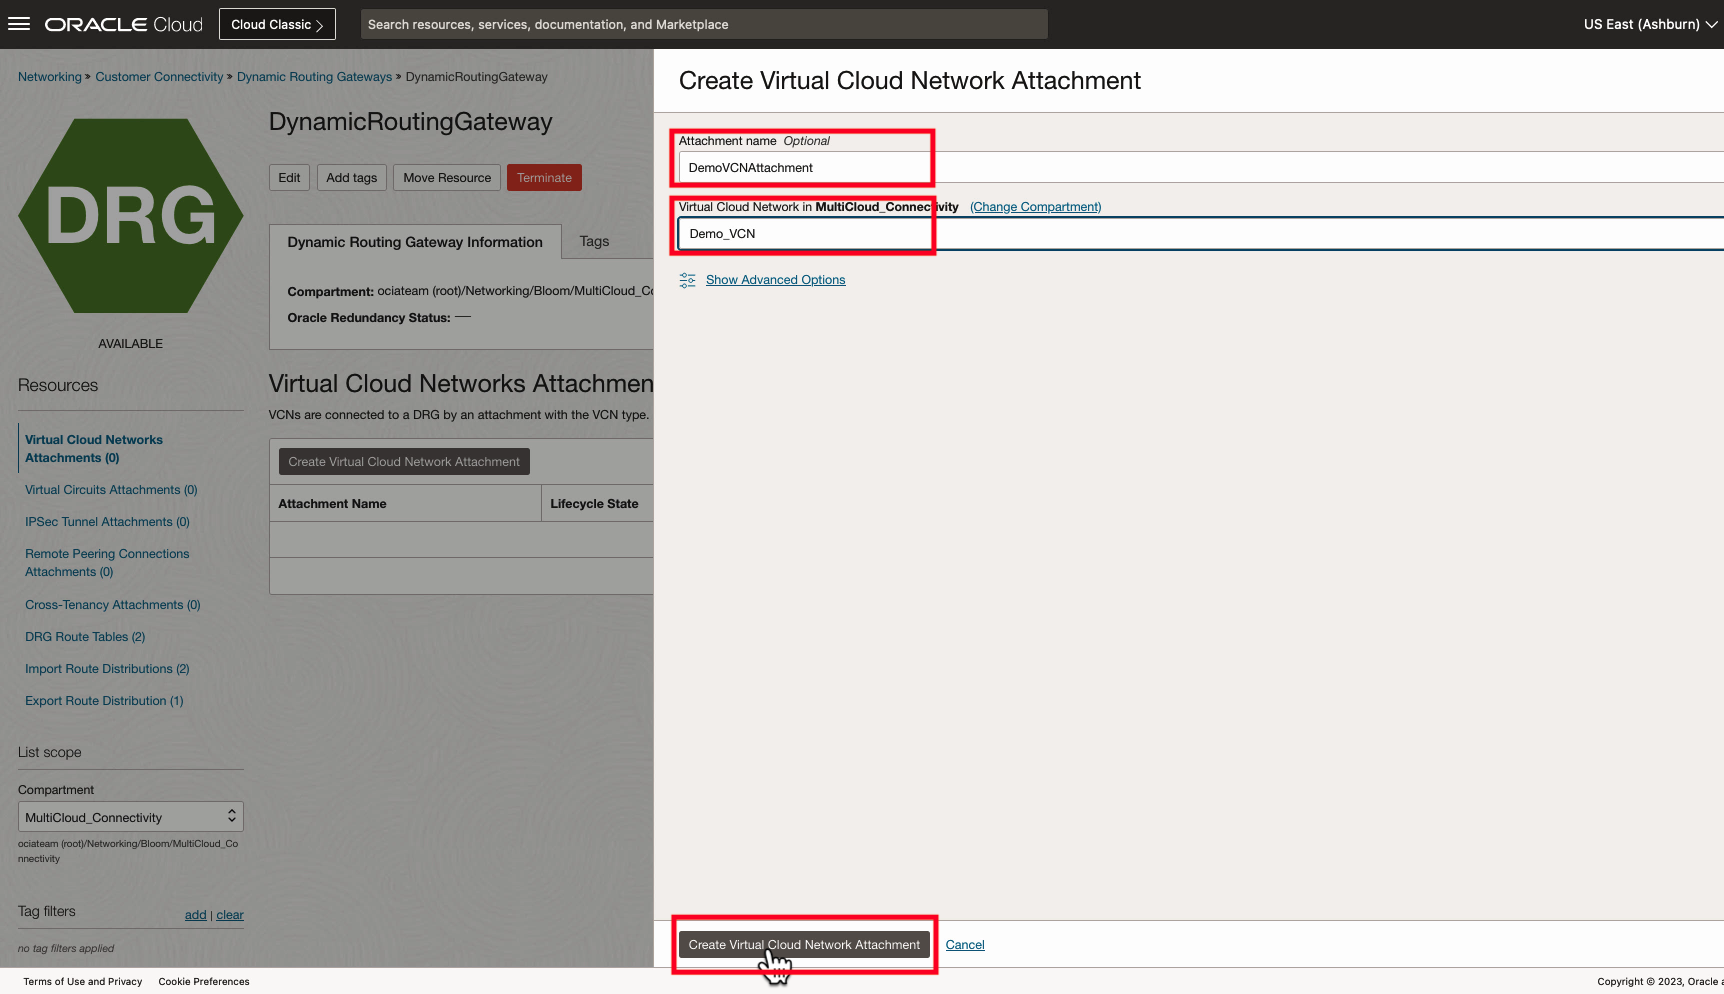 ORACLE Cloud
Cloud Classic >
Search resources, services, documentation, and Marketplace
US East (Ashburn)
Networking » Customer Connectivity » Dynamic Routing Gateways » DynamicRoutingGateway
DRG
AVAILABLE
DynamicRoutingGateway
Edit Add tags Move Resource Terminate
Dynamic Routing Gateway Information Tags
Compartment: ociateam (root)/Networking/Bloom/MultiCloud_Co
Oracle Redundancy Status: —
Virtual Cloud Networks Attachmen
VCNs are connected to a DRG by an attachment with the VCN type.
Create Virtual Cloud Network Attachment
Attachment Name Lifecycle State
Resources
Virtual Cloud Networks
Attachments (0)
Virtual Circuits Attachments (0)
IPSec Tunnel Attachments (0)
Remote Peering Connections
Attachments (0)
Cross-Tenancy Attachments (0)
DRG Route Tables (2)
Import Route Distributions (2)
Export Route Distribution (1)
List scope
Compartment
MultiCloud_Connectivity
ociateam (root)/Networking/Bloom/MultiCloud_Co
nnectivity
Tag filters add | clear
no tag filters applied
Create Virtual Cloud Network Attachment
Attachment name Optional
DemoVCNAttachment
Virtual Cloud Network in MultiCloud_Connectivity (Change Compartment)
Demo_VCN
Show Advanced Options
Create Virtual Cloud Network Attachment Cancel
Terms of Use and Privacy Cookie Preferences
Copyright © 2023, Oracle a